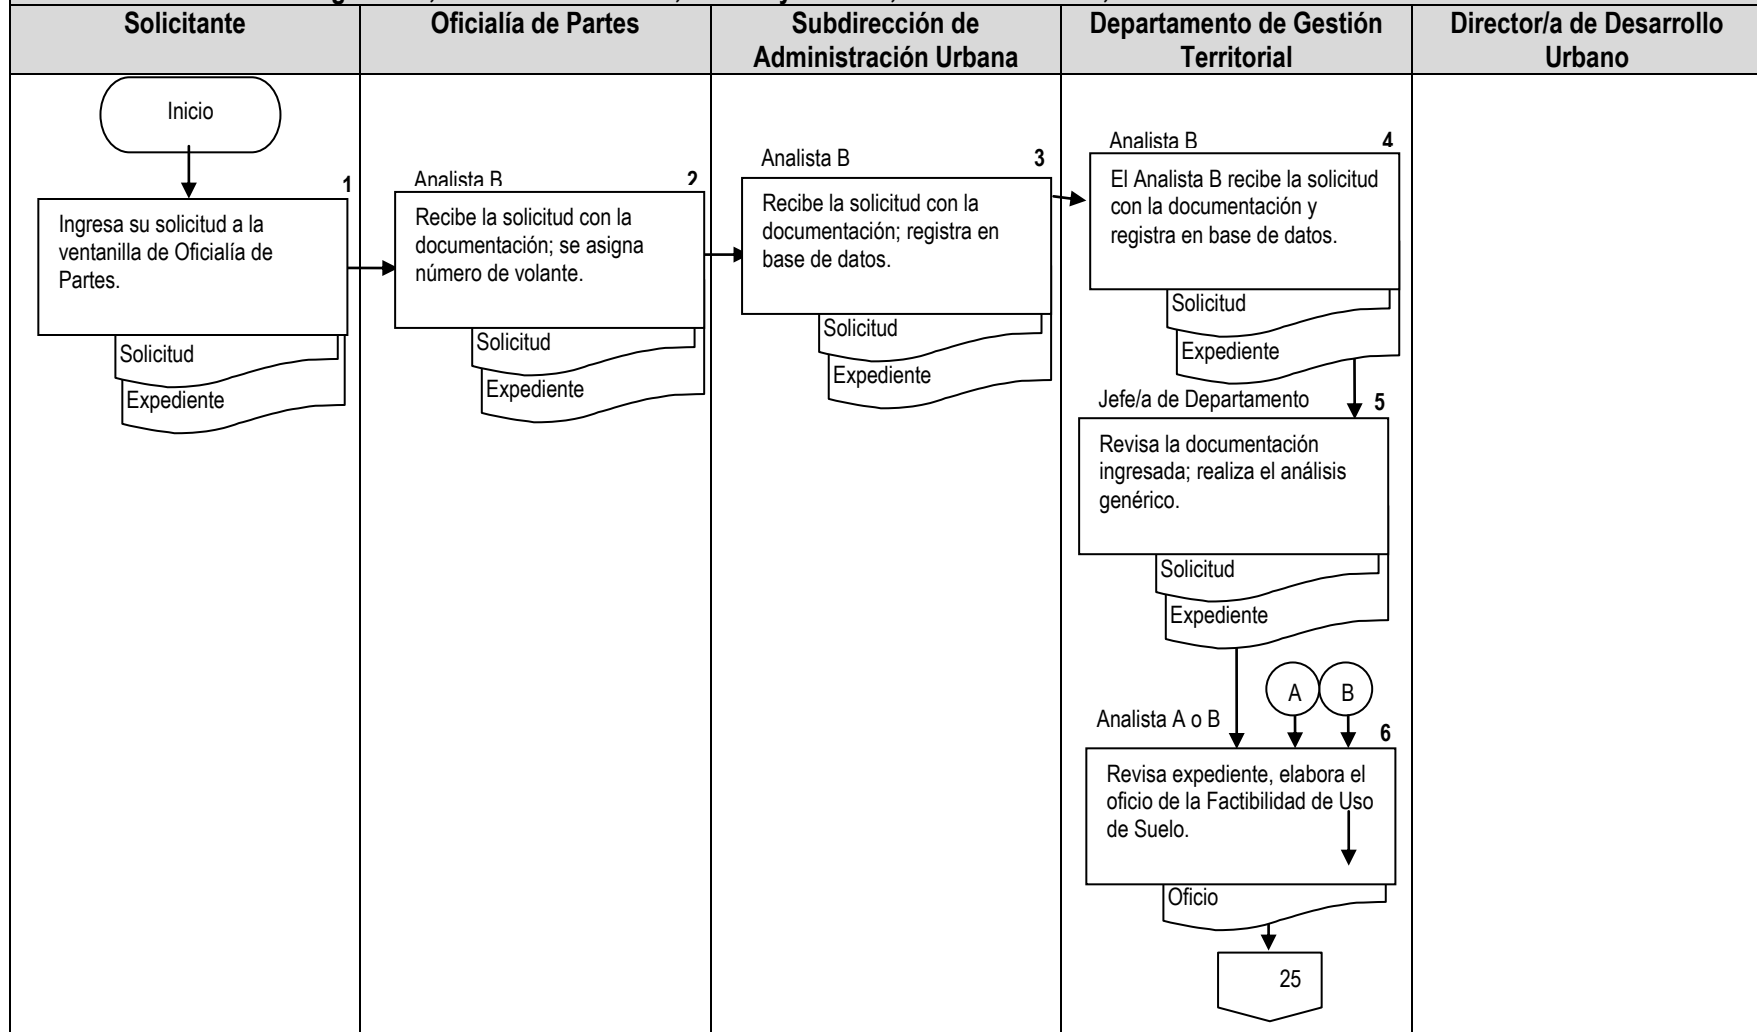 Solicitante
Oficialía de Partes
Subdirección de
Administración Urbana
Departamento de Gestión
Territorial
Director/a de Desarrollo
Urbano
Inicio
1
Ingresa su solicitud a la
ventanilla de Oficialía de
Partes.
Solicitud
Expediente
Analista B
2
Recibe la solicitud con la
documentación; se asigna
número de volante.
Solicitud
Expediente
Analista B
3
Recibe la solicitud con la
documentación; registra en
base de datos.
Solicitud
Expediente
Analista B
4
El Analista B recibe la solicitud
con la documentación y
registra en base de datos.
Solicitud
Expediente
Jefe/a de Departamento
5
Revisa la documentación
ingresada; realiza el análisis
genérico.
Solicitud
Expediente
A
B
Analista A o B
6
Revisa expediente, elabora el
oficio de la Factibilidad de Uso
de Suelo.
Oficio
25